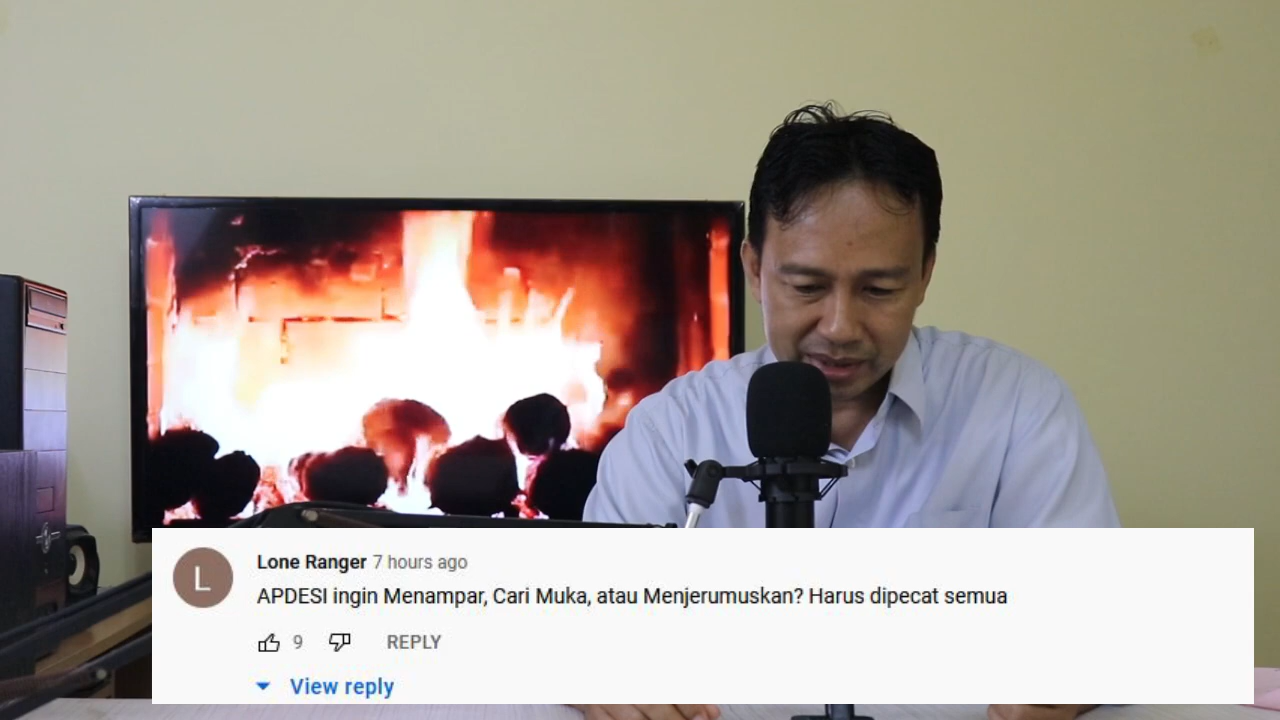 L
Lone Ranger 7 hours ago
APDESI ingin Menampar, Cari Muka, atau Menjerumuskan? Harus dipecat semua
9 REPLY
View reply